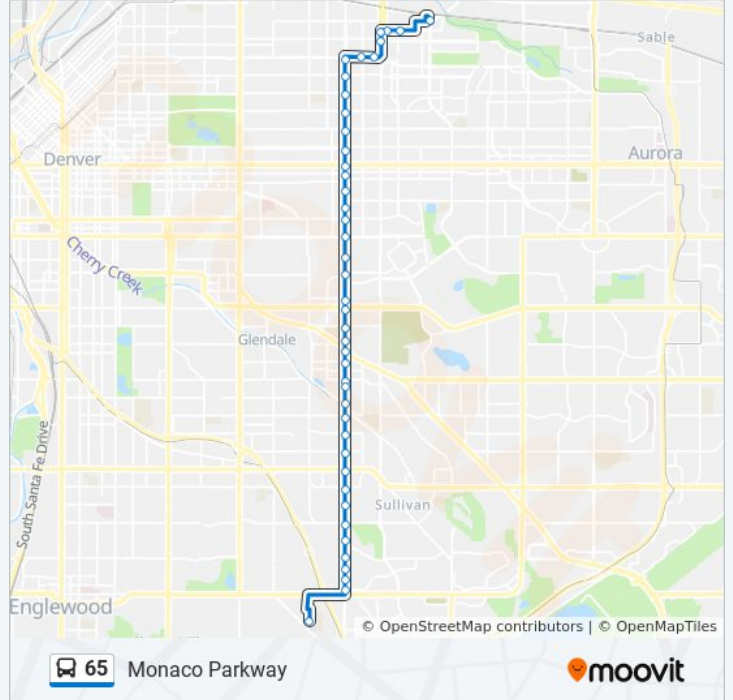 Sable
Denver
Aurora
Cherry Creek
Glendale
South Santa Fe Drive
Sullivan
Englewood
© OpenStreetMap contributors | © OpenMapTiles
65 Monaco Parkway
moovit